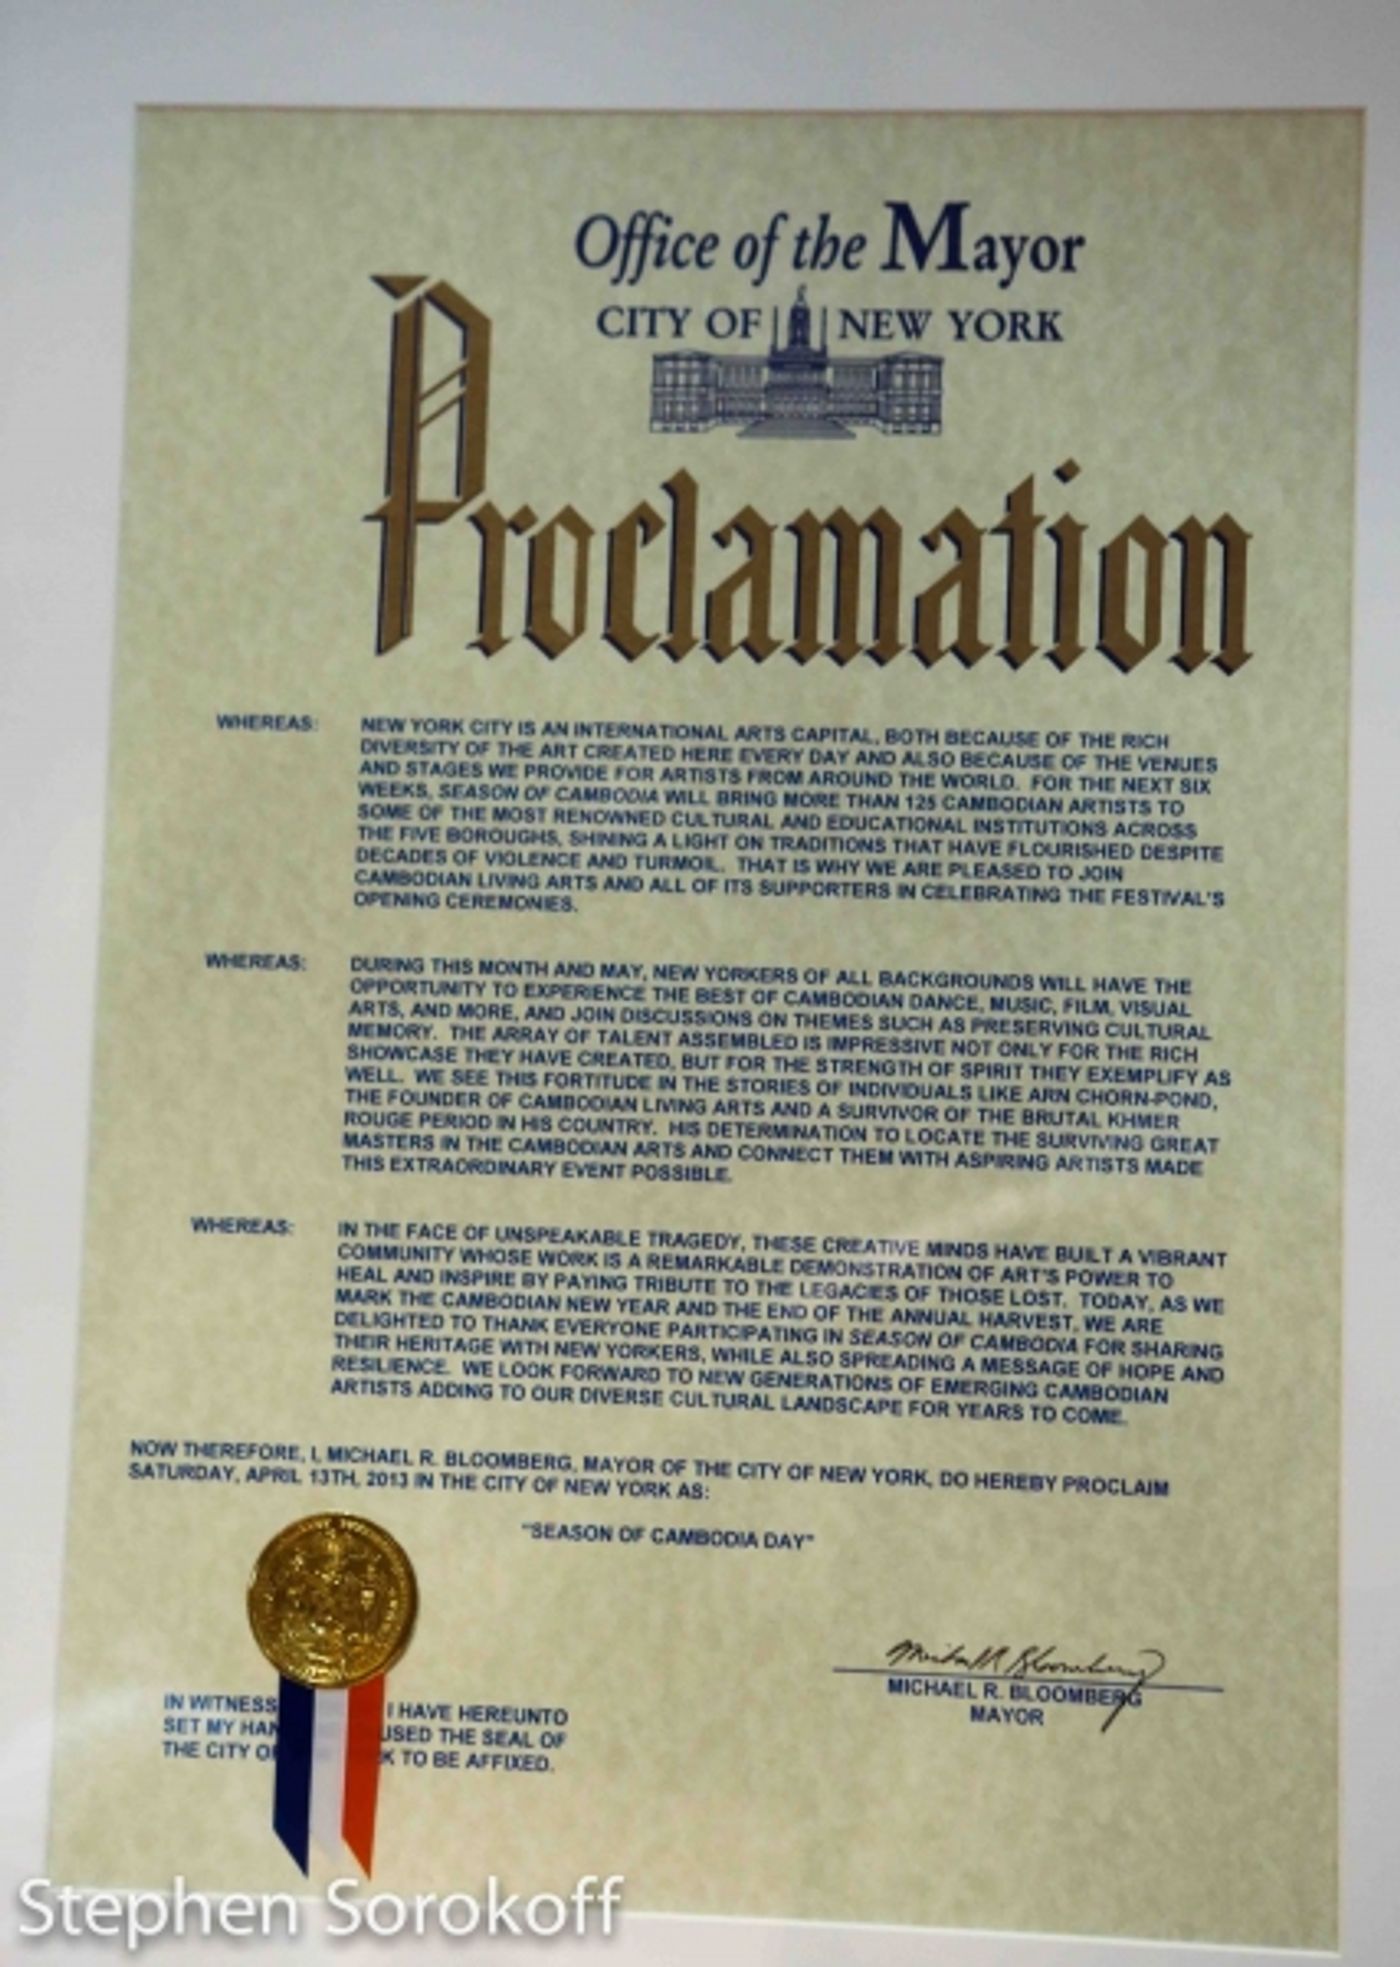 Office of the Mayor
CITY OF NEW YORK
Proclamation
WHEREAS: NEW YORK CITY IS AN INTERNATIONAL ARTS CAPITAL, BOTH BECAUSE OF THE RICH
DIVERSITY OF THE ART CREATED HERE EVERY DAY AND ALSO BECAUSE OF THE VENUES
AND STAGES WE PROVIDE FOR ARTISTS FROM AROUND THE WORLD. FOR THE NEXT SIX
WEEKS, SEASON OF CAMBODIA WILL BRING MORE THAN 125 CAMBODIAN ARTISTS TO
SOME OF THE MOST RENOWNED CULTURAL AND EDUCATIONAL INSTITUTIONS ACROSS
THE FIVE BOROUGHS, SHINING A LIGHT ON TRADITIONS THAT HAVE FLOURISHED DESPITE
DECADES OF VIOLENCE AND TURMOIL. THAT IS WHY WE ARE PLEASED TO JOIN
CAMBODIAN LIVING ARTS AND ALL OF ITS SUPPORTERS IN CELEBRATING THE FESTIVAL'S
OPENING CEREMONIES.
WHEREAS: DURING THIS MONTH AND MAY, NEW YORKERS OF ALL BACKGROUNDS WILL HAVE THE
OPPORTUNITY TO EXPERIENCE THE BEST OF CAMBODIAN DANCE, MUSIC, FILM, VISUAL
ARTS, AND MORE, AND JOIN DISCUSSIONS ON THEMES SUCH AS PRESERVING CULTURAL
MEMORY. THE ARRAY OF TALENT ASSEMBLED IS IMPRESSIVE NOT ONLY FOR THE RICH
SHOWCASE THEY HAVE CREATED, BUT FOR THE STRENGTH OF SPIRIT THEY EXEMPLIFY AS
WELL. WE SEE THIS FORTITUDE IN THE STORIES OF INDIVIDUALS LIKE ARN CHORN-POND,
THE FOUNDER OF CAMBODIAN LIVING ARTS AND A SURVIVOR OF THE BRUTAL KHMER
ROUGE PERIOD IN HIS COUNTRY. HIS DETERMINATION TO LOCATE THE SURVIVING GREAT
MASTERS IN THE CAMBODIAN ARTS AND CONNECT THEM WITH ASPIRING ARTISTS MADE
THIS EXTRAORDINARY EVENT POSSIBLE.
WHEREAS: IN THE FACE OF UNSPEAKABLE TRAGEDY, THESE CREATIVE MINDS HAVE BUILT A VIBRANT
COMMUNITY WHOSE WORK IS A REMARKABLE DEMONSTRATION OF ART'S POWER TO
HEAL AND INSPIRE BY PAYING TRIBUTE TO THE LEGACIES OF THOSE LOST. TODAY, AS WE
MARK THE CAMBODIAN NEW YEAR AND THE END OF THE ANNUAL HARVEST, WE ARE
DELIGHTED TO THANK EVERYONE PARTICIPATING IN SEASON OF CAMBODIA FOR SHARING
THEIR HERITAGE WITH NEW YORKERS, WHILE ALSO SPREADING A MESSAGE OF HOPE AND
RESILIENCE. WE LOOK FORWARD TO NEW GENERATIONS OF EMERGING CAMBODIAN
ARTISTS ADDING TO OUR DIVERSE CULTURAL LANDSCAPE FOR YEARS TO COME.
NOW THEREFORE, I, MICHAEL R. BLOOMBERG, MAYOR OF THE CITY OF NEW YORK, DO HEREBY PROCLAIM
SATURDAY, APRIL 13TH, 2013 IN THE CITY OF NEW YORK AS:
"SEASON OF CAMBODIA DAY"
Michael R. Bloomberg
MICHAEL R. BLOOMBERG
MAYOR
IN WITNESS I HAVE HEREUNTO
SET MY HAN USED THE SEAL OF
THE CITY O K TO BE AFFIXED.
Stephen Sorokoff